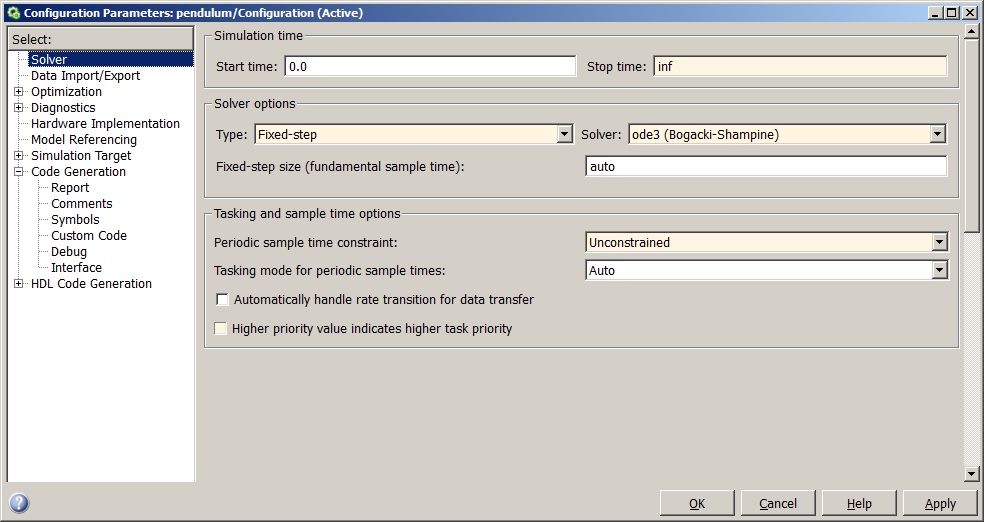 Configuration Parameters: pendulum/Configuration (Active)
Select:
Solver
Data Import/Export
Optimization
Diagnostics
Hardware Implementation
Model Referencing
Simulation Target
Code Generation
Report
Comments
Symbols
Custom Code
Debug
Interface
HDL Code Generation
Simulation time
Start time: 0.0 Stop time: inf
Solver options
Type: Fixed-step Solver: ode3 (Bogacki-Shampine)
Fixed-step size (fundamental sample time): auto
Tasking and sample time options
Periodic sample time constraint: Unconstrained
Tasking mode for periodic sample times: Auto
Automatically handle rate transition for data transfer
Higher priority value indicates higher task priority
? OK Cancel Help Apply